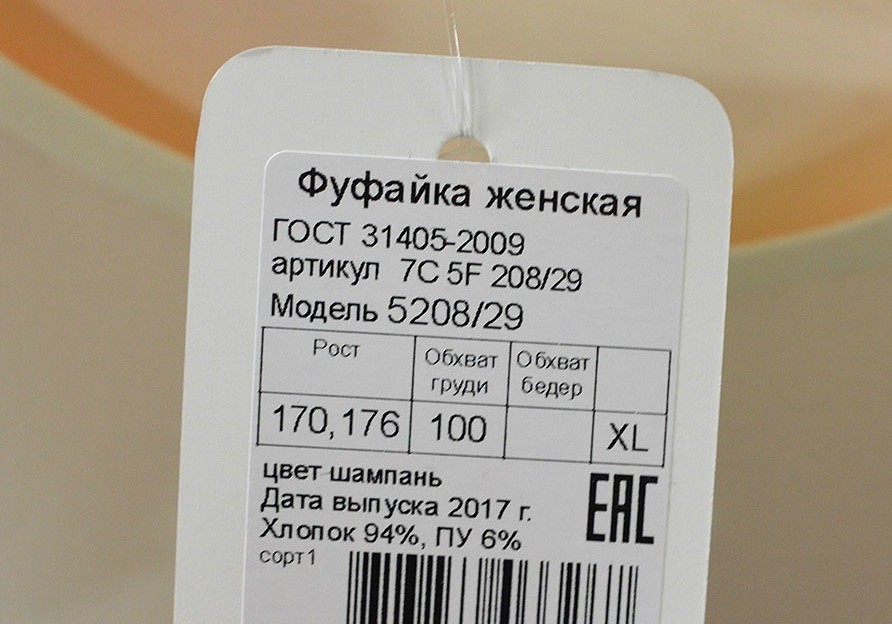 Фуфайка женская
ГОСТ 31405-2009
артикул 7С 5F 208/29
Модель 5208/29
Рост Обхват груди Обхват бедер
170,176 100 XL
цвет шампань
Дата выпуска 2017 г.
Хлопок 94%, ПУ 6%
сорт1
EAC